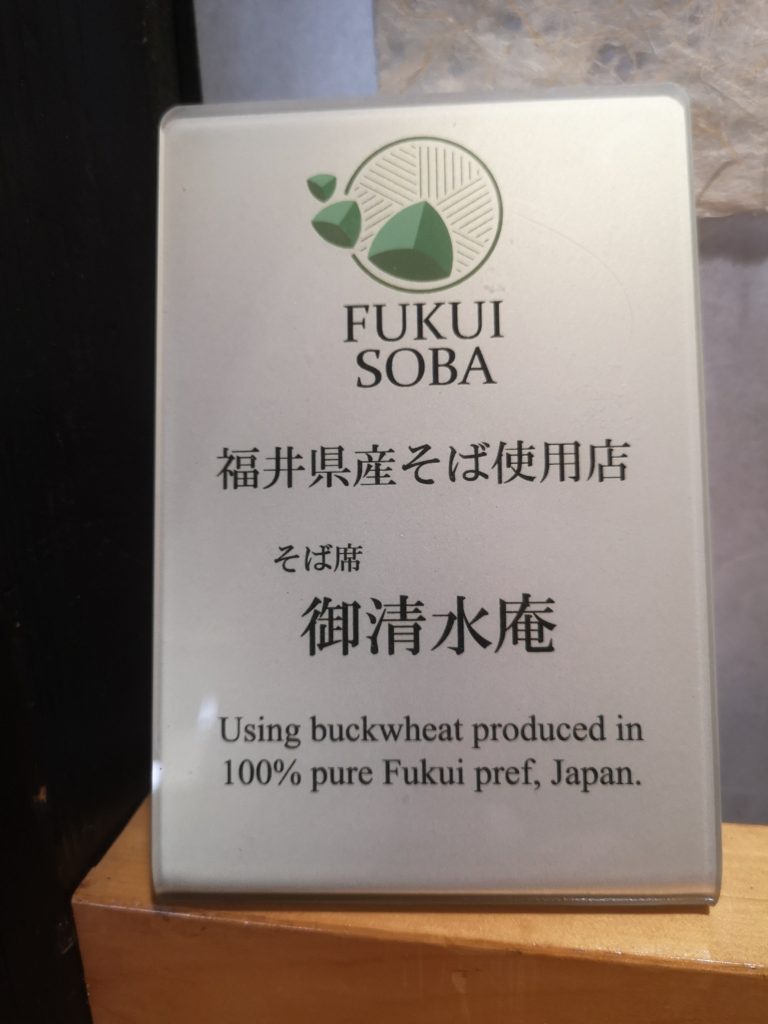 FUKUI
SOBA
福井県産そば使用店
そば席
御清水庵
Using buckwheat produced in
100% pure Fukui pref, Japan.